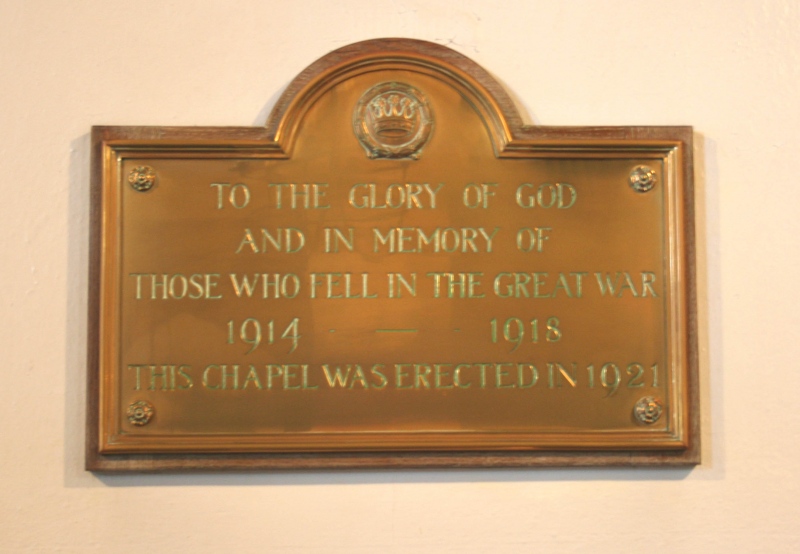 TO THE GLORY OF GOD
AND IN MEMORY OF
THOSE WHO FELL IN THE GREAT WAR
1914 — 1918
THIS CHAPEL WAS ERECTED IN 1921